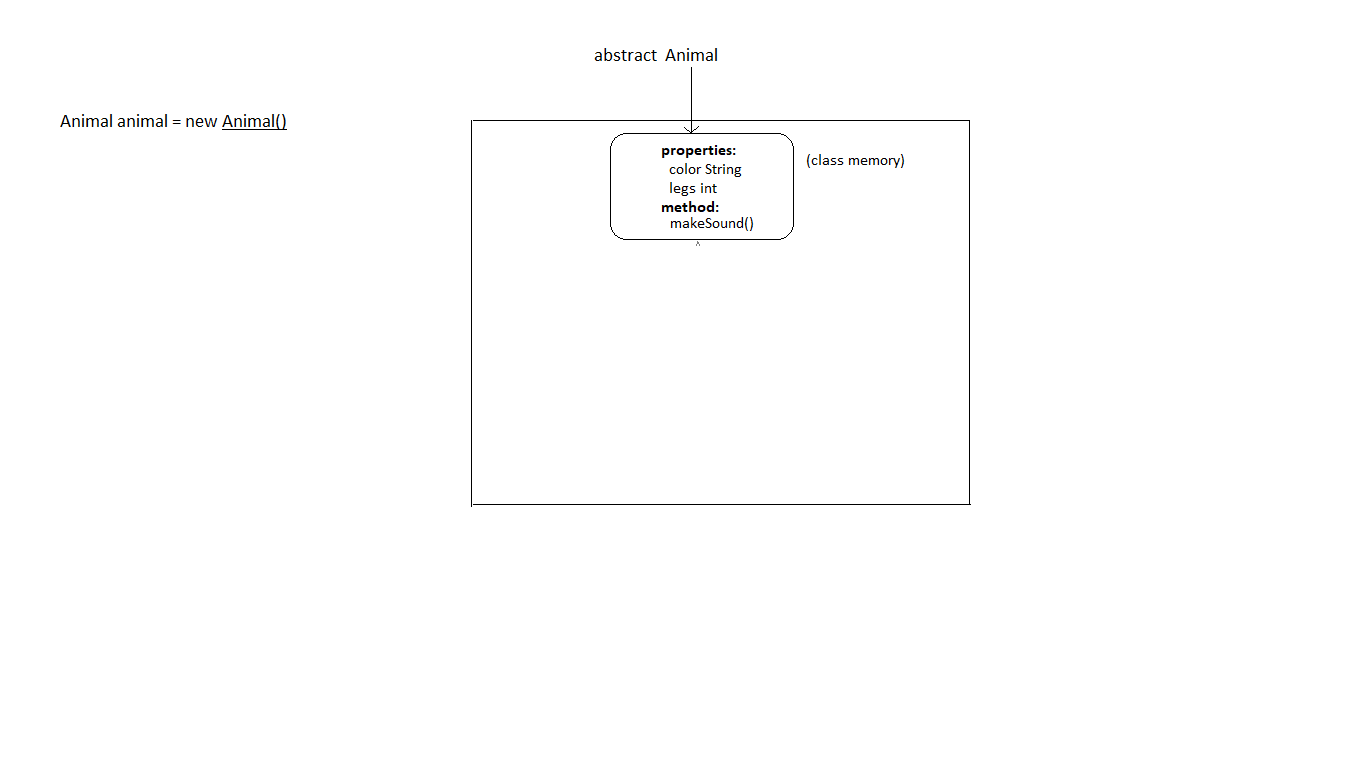 abstract  Animal
Animal animal = new Animal()
properties:
color String
(class memory)
legs int
method:
makeSound()